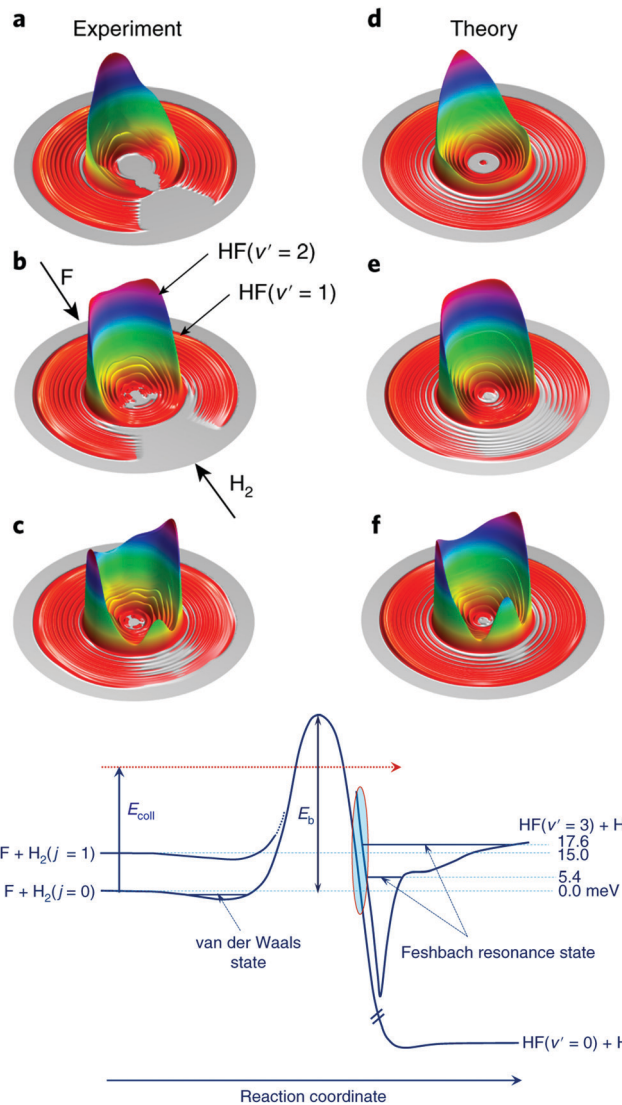 a
Experiment
d
Theory
b
F
HF(v′ = 2)
HF(v′ = 1)
e
H2
c
f
Ecoll
Eb
HF(v′ = 3) + H
17.6
F + H2(j = 1)
15.0
5.4
F + H2(j = 0)
0.0 meV
van der Waals
state
Feshbach resonance state
HF(v′ = 0) + H
Reaction coordinate